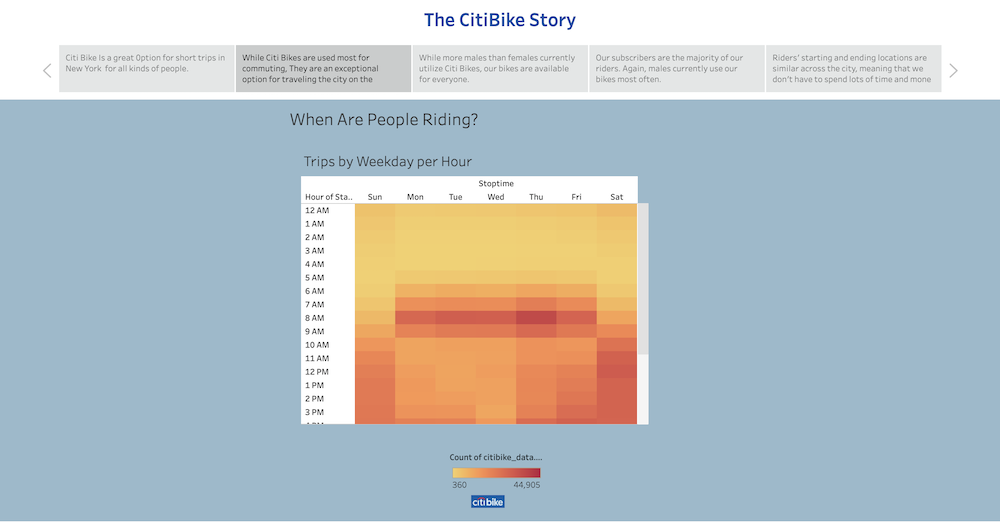 The CitiBike Story
Citi Bike Is a great Option for short trips in
New York for all kinds of people.
While Citi Bikes are used most for
commuting, They are an exceptional
option for traveling the city on the
While more males than females currently
utilize Citi Bikes, our bikes are available
for everyone.
Our subscribers are the majority of our
riders. Again, males currently use our
bikes most often.
Riders' starting and ending locations are
similar across the city, meaning that we
don't have to spend lots of time and mone
When Are People Riding?
Trips by Weekday per Hour
Stoptime
Hour of Sta.. Sun Mon Tue Wed Thu Fri Sat
12 AM
1 AM
2 AM
3 AM
4 AM
5 AM
6 AM
7 AM
8 AM
9 AM
10 AM
11 AM
12 PM
1 PM
2 PM
3 PM
Count of citibike_data....
360 44,905
citibike